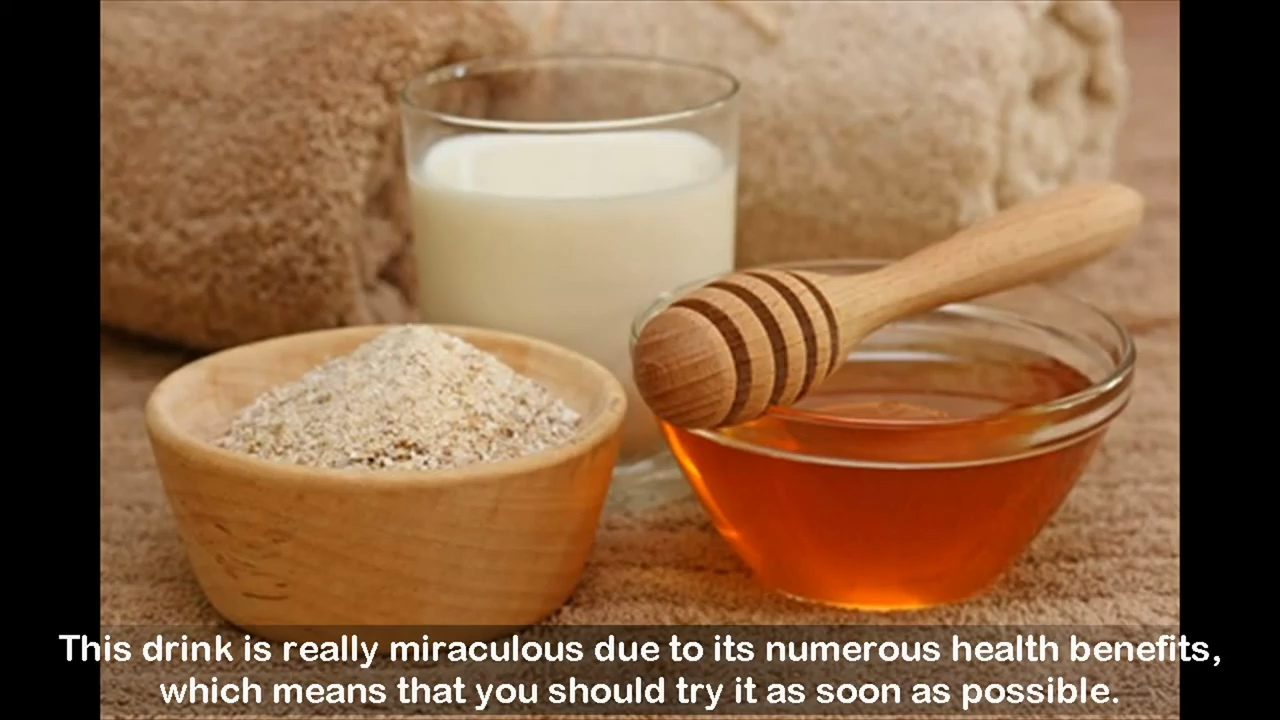 This drink is really miraculous due to its numerous health benefits,
which means that you should try it as soon as possible.